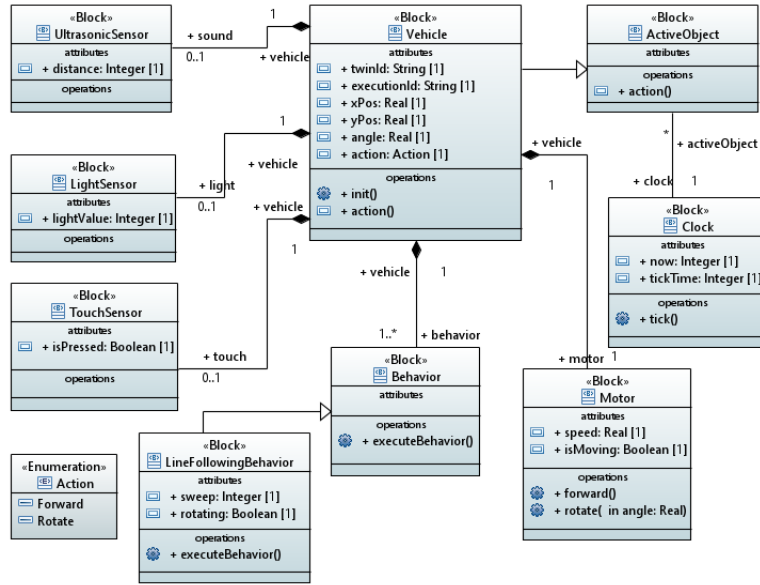 «Block»
UltrasonicSensor
attributes
+ distance: Integer [1]
operations
+ sound
0..1
1
+ vehicle
«Block»
Vehicle
attributes
+ twinId: String [1]
+ executionId: String [1]
+ xPos: Real [1]
+ yPos: Real [1]
+ angle: Real [1]
+ action: Action [1]
operations
+ init()
+ action()
«Block»
ActiveObject
attributes
operations
+ action()
*
+ activeObject
+ clock
1
«Block»
LightSensor
attributes
+ lightValue: Integer [1]
operations
+ light
0..1
1
+ vehicle
+ vehicle
1
+ vehicle
1
«Block»
Clock
attributes
+ now: Integer [1]
+ tickTime: Integer [1]
operations
+ tick()
«Block»
TouchSensor
attributes
+ isPressed: Boolean [1]
operations
+ touch
0..1
+ vehicle
1
1..*
+ behavior
«Block»
Behavior
attributes
operations
+ executeBehavior()
+ motor
1
«Block»
Motor
attributes
+ speed: Real [1]
+ isMoving: Boolean [1]
operations
+ forward()
+ rotate( in angle: Real)
«Block»
LineFollowingBehavior
attributes
+ sweep: Integer [1]
+ rotating: Boolean [1]
operations
+ executeBehavior()
«Enumeration»
Action
Forward
Rotate